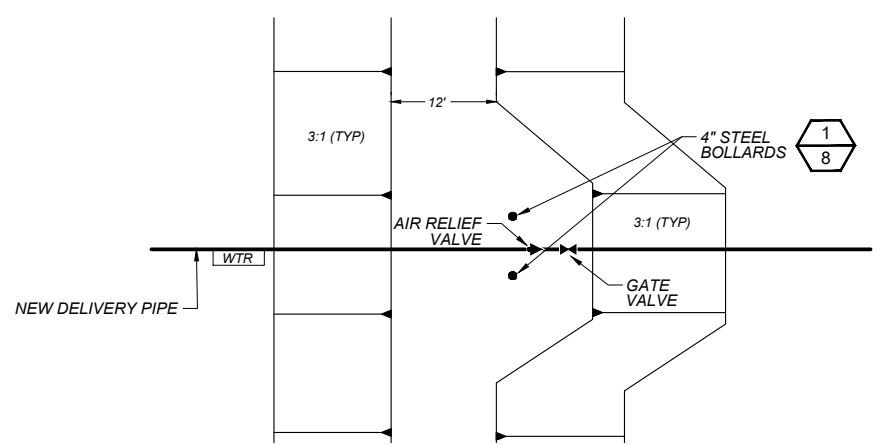 12'
3:1 (TYP)
4" STEEL
BOLLARDS
1
8
AIR RELIEF
VALVE
3:1 (TYP)
WTR
GATE
VALVE
NEW DELIVERY PIPE